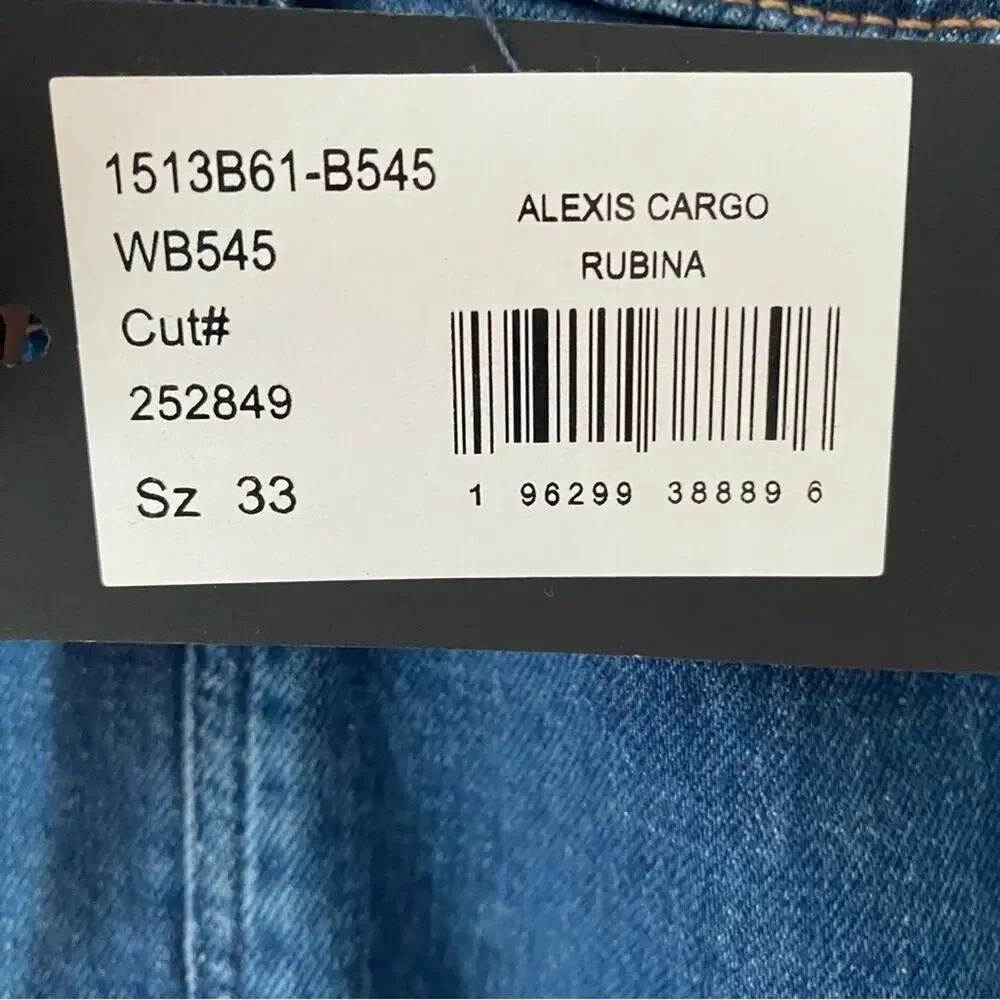 1513B61-B545
WB545
Cut#
252849
Sz 33
ALEXIS CARGO
RUBINA
1 96299 38889 6